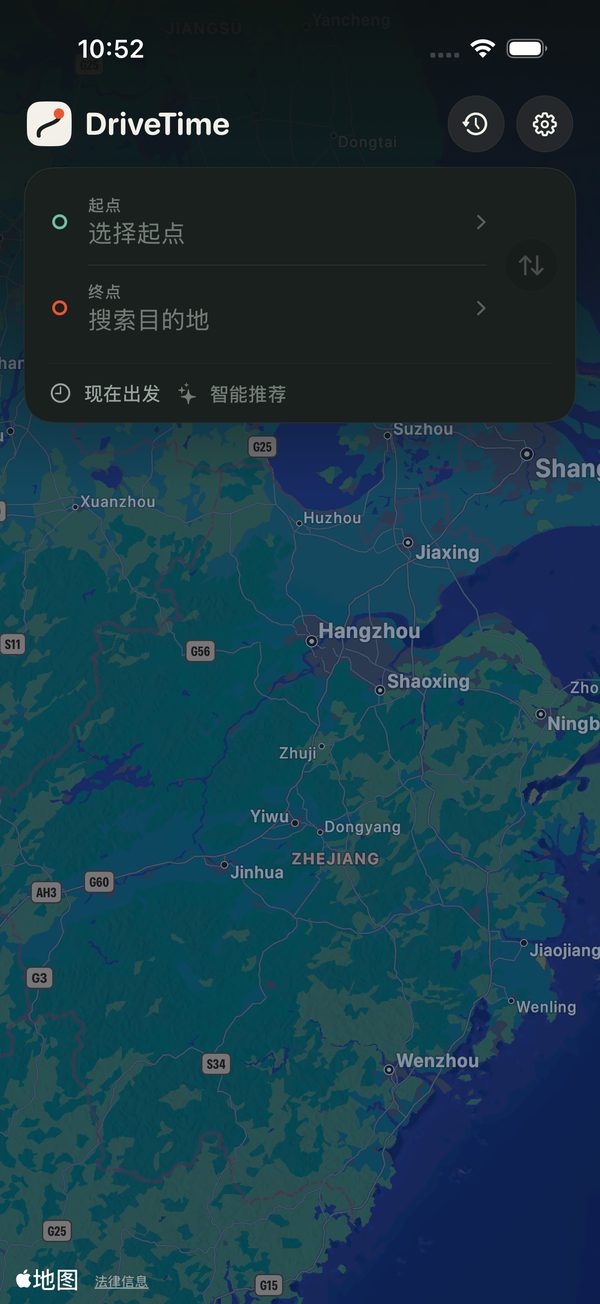 JIANGSU
Yancheng
10:52
DriveTime
Dongtai
起点
选择起点
终点
搜索目的地
现在出发
智能推荐
Suzhou
G25
Shang
Xuanzhou
Huzhou
Jiaxing
Hangzhou
S11
G56
Shaoxing
Zho
Ningb
Zhuji
Yiwu
Dongyang
ZHEJIANG
Jinhua
G60
AH3
Jiaojiang
G3
Wenling
Wenzhou
S34
G25
G15
地图
法律信息